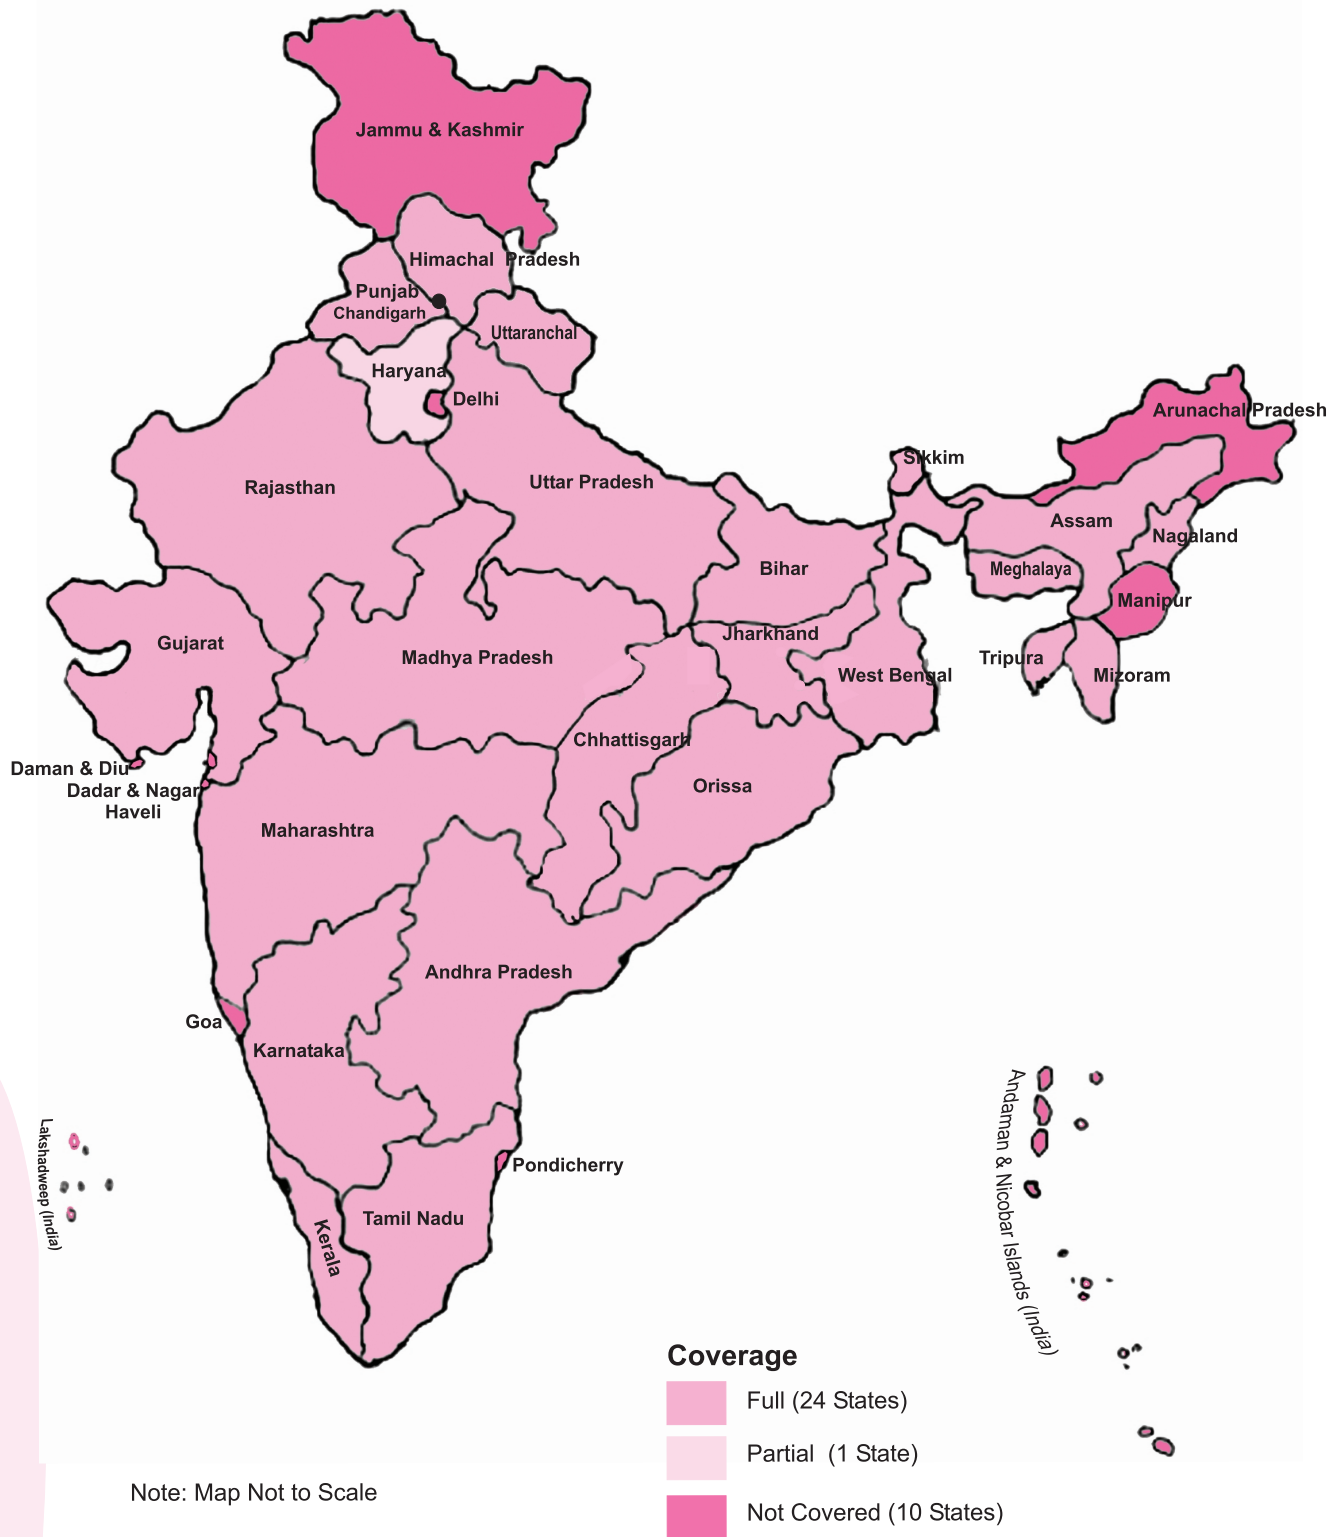 Jammu & Kashmir
Himachal Pradesh
Punjab
Chandigarh
Uttaranchal
Haryana
Delhi
Arunachal Pradesh
Sikkim
Rajasthan
Uttar Pradesh
Assam
Nagaland
Bihar
Meghalaya
Manipur
Gujarat
Jharkhand
Madhya Pradesh
Tripura
West Bengal
Mizoram
Chhattisgarh
Daman & Diu
Dadar & Nagar
Haveli
Orissa
Maharashtra
Andhra Pradesh
Goa
Karnataka
Andaman & Nicobar Islands (India)
Lakshadweep (India)
Pondicherry
Tamil Nadu
Kerala
Coverage
Full (24 States)
Partial (1 State)
Note: Map Not to Scale
Not Covered (10 States)